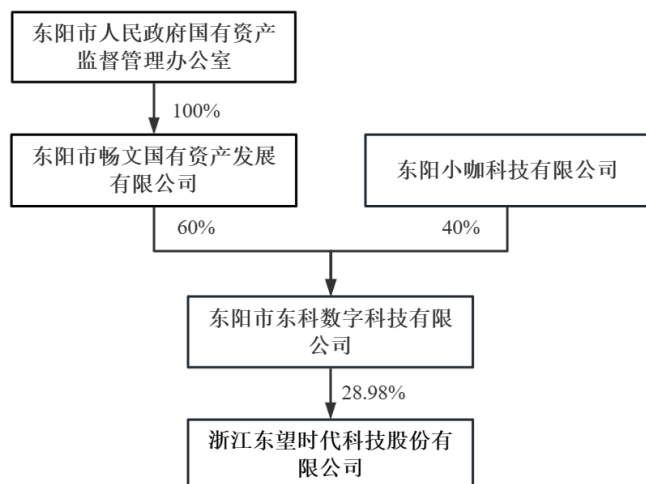 东阳市人民政府国有资产
监督管理办公室
100%
东阳市畅文国有资产发展
有限公司
东阳小咖科技有限公司
60%
40%
东阳市东科数字科技有限
公司
28.98%
浙江东望时代科技股份有
限公司